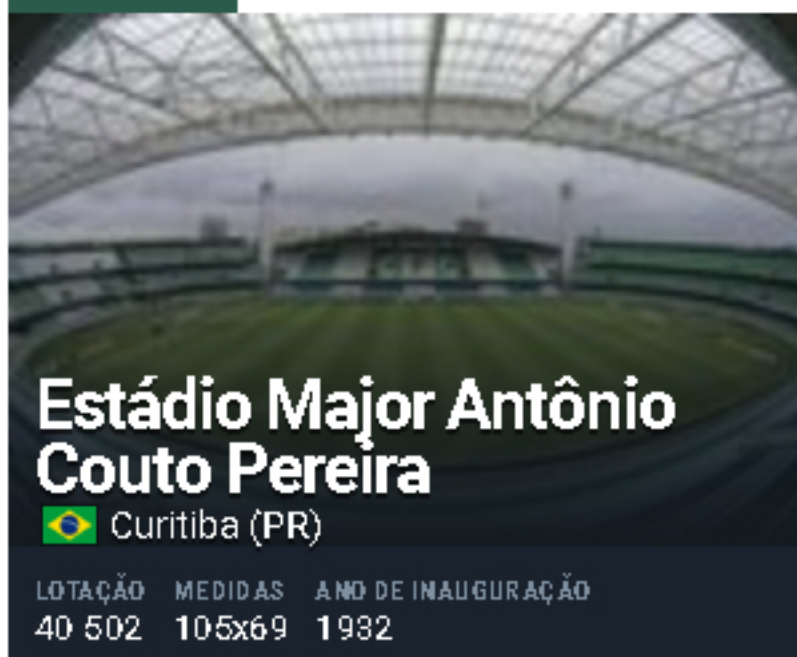 Estádio Major Antônio
Couto Pereira
Curitiba (PR)
LOTAÇÃO MEDIDAS ANO DE INAUGURAÇÃO
40 502 105x69 1932